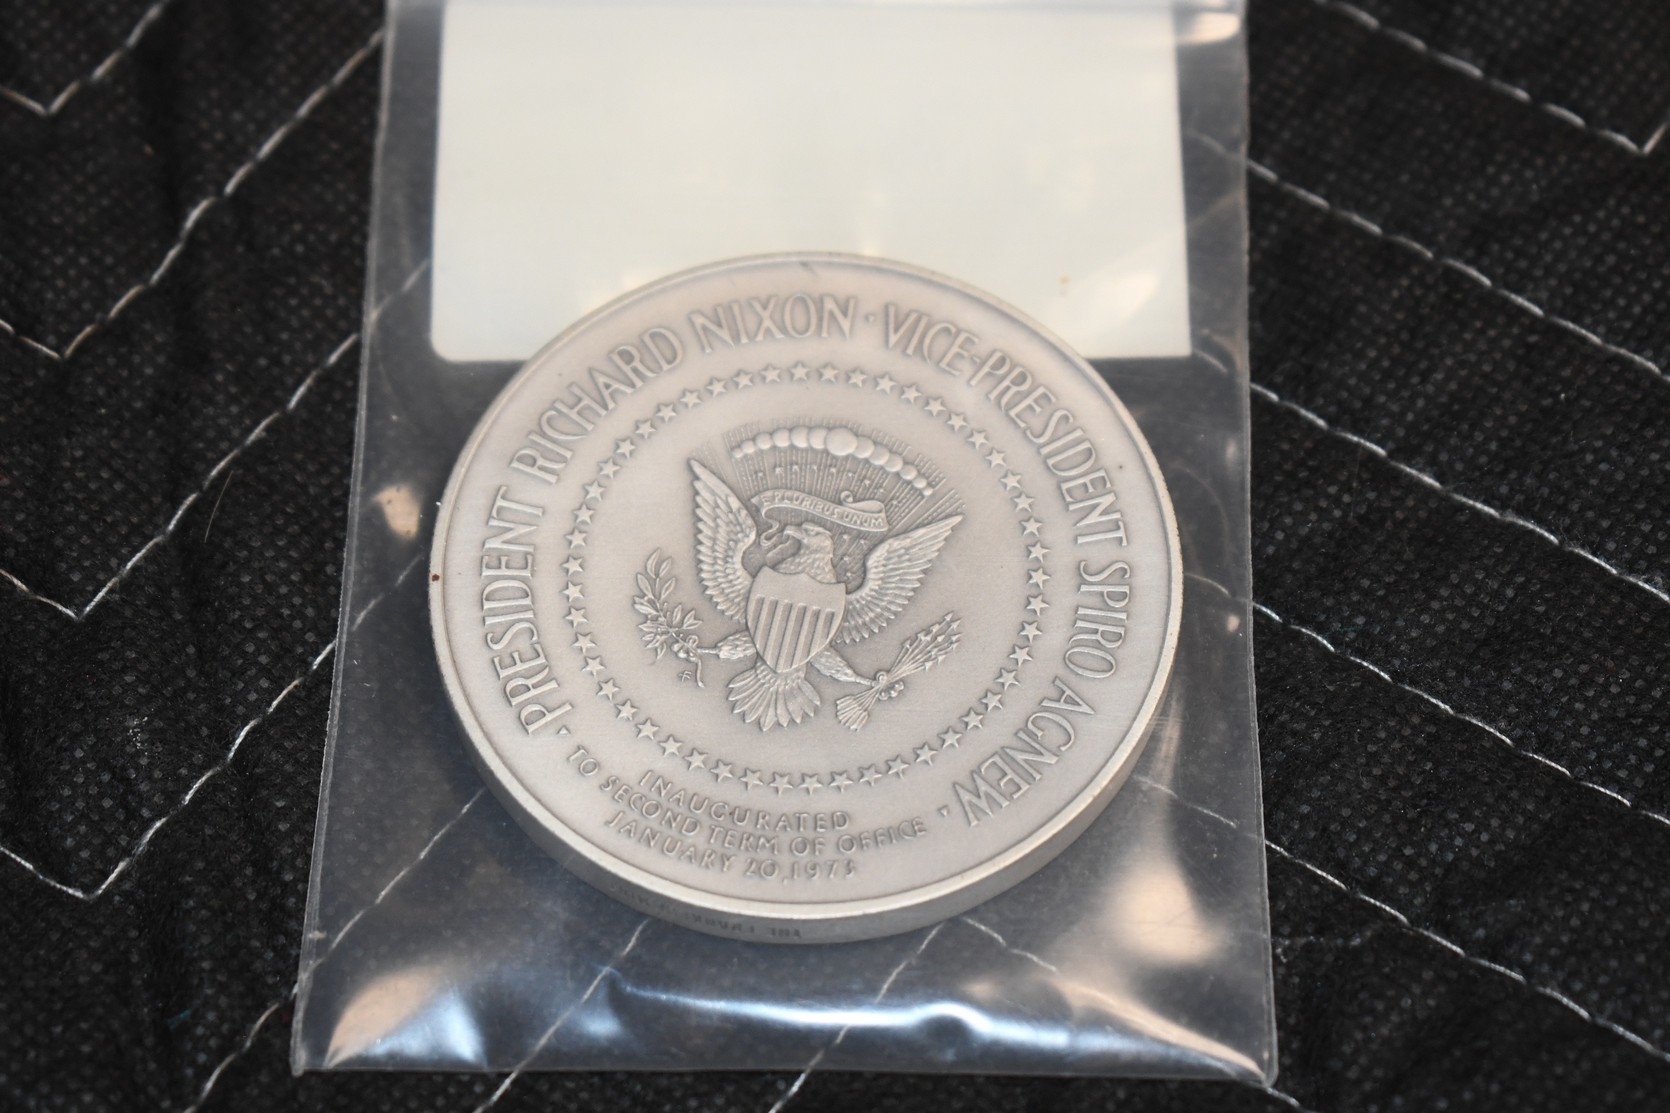 PRESIDENT RICHARD NIXON · VICE-PRESIDENT SPIRO AGNEW
E PLURIBUS UNUM
INAUGURATED
TO SECOND TERM OF OFFICE
JANUARY 20, 1973